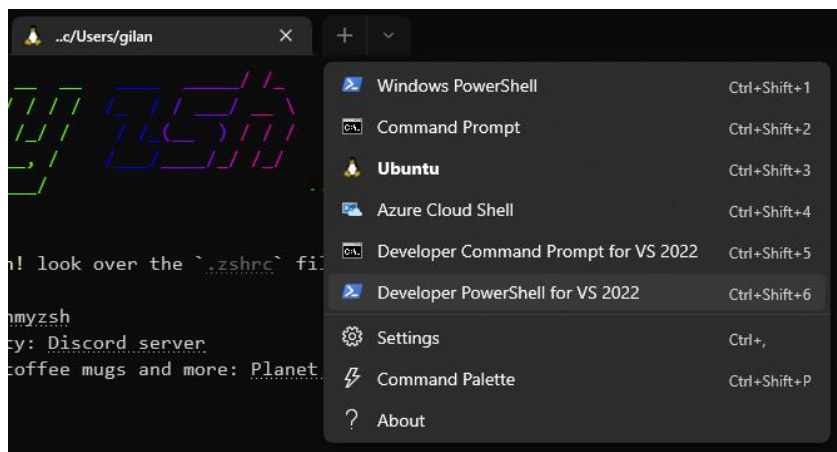 ..c/Users/gilan
Windows PowerShell Ctrl+Shift+1
Command Prompt Ctrl+Shift+2
Ubuntu Ctrl+Shift+3
Azure Cloud Shell Ctrl+Shift+4
Developer Command Prompt for VS 2022 Ctrl+Shift+5
Developer PowerShell for VS 2022 Ctrl+Shift+6
Settings Ctrl+,
Command Palette Ctrl+Shift+P
About
! look over the `.zshrc`
myzsh
ty: Discord server
coffee mugs and more: Planet